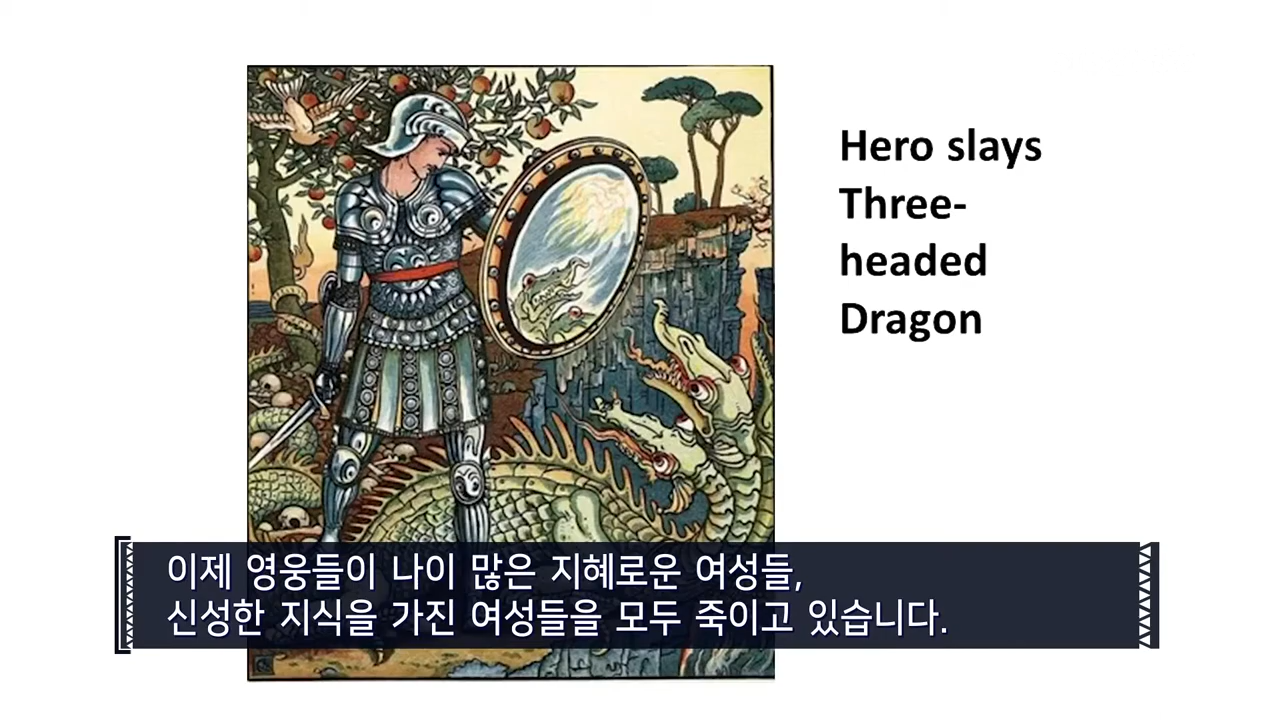 Hero slays
Three-
headed
Dragon
이제 영웅들이 나이 많은 지혜로운 여성들,
신성한 지식을 가진 여성들을 모두 죽이고 있습니다.